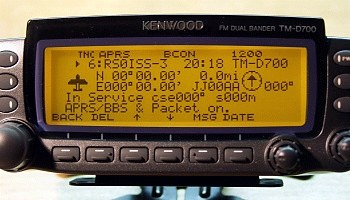 KENWOOD FM DUAL BANDER TM-D700
TNC APRS BCON 1200
6:RS0ISS-3 20:18 TM-D700
N 00°00.00' 0.0mi
E000°00.00' JJ00AA 000°
In Service cse000° s000m
APRS/BBS & Packet on.
BACK DEL ↑ ↓ MSG DATE